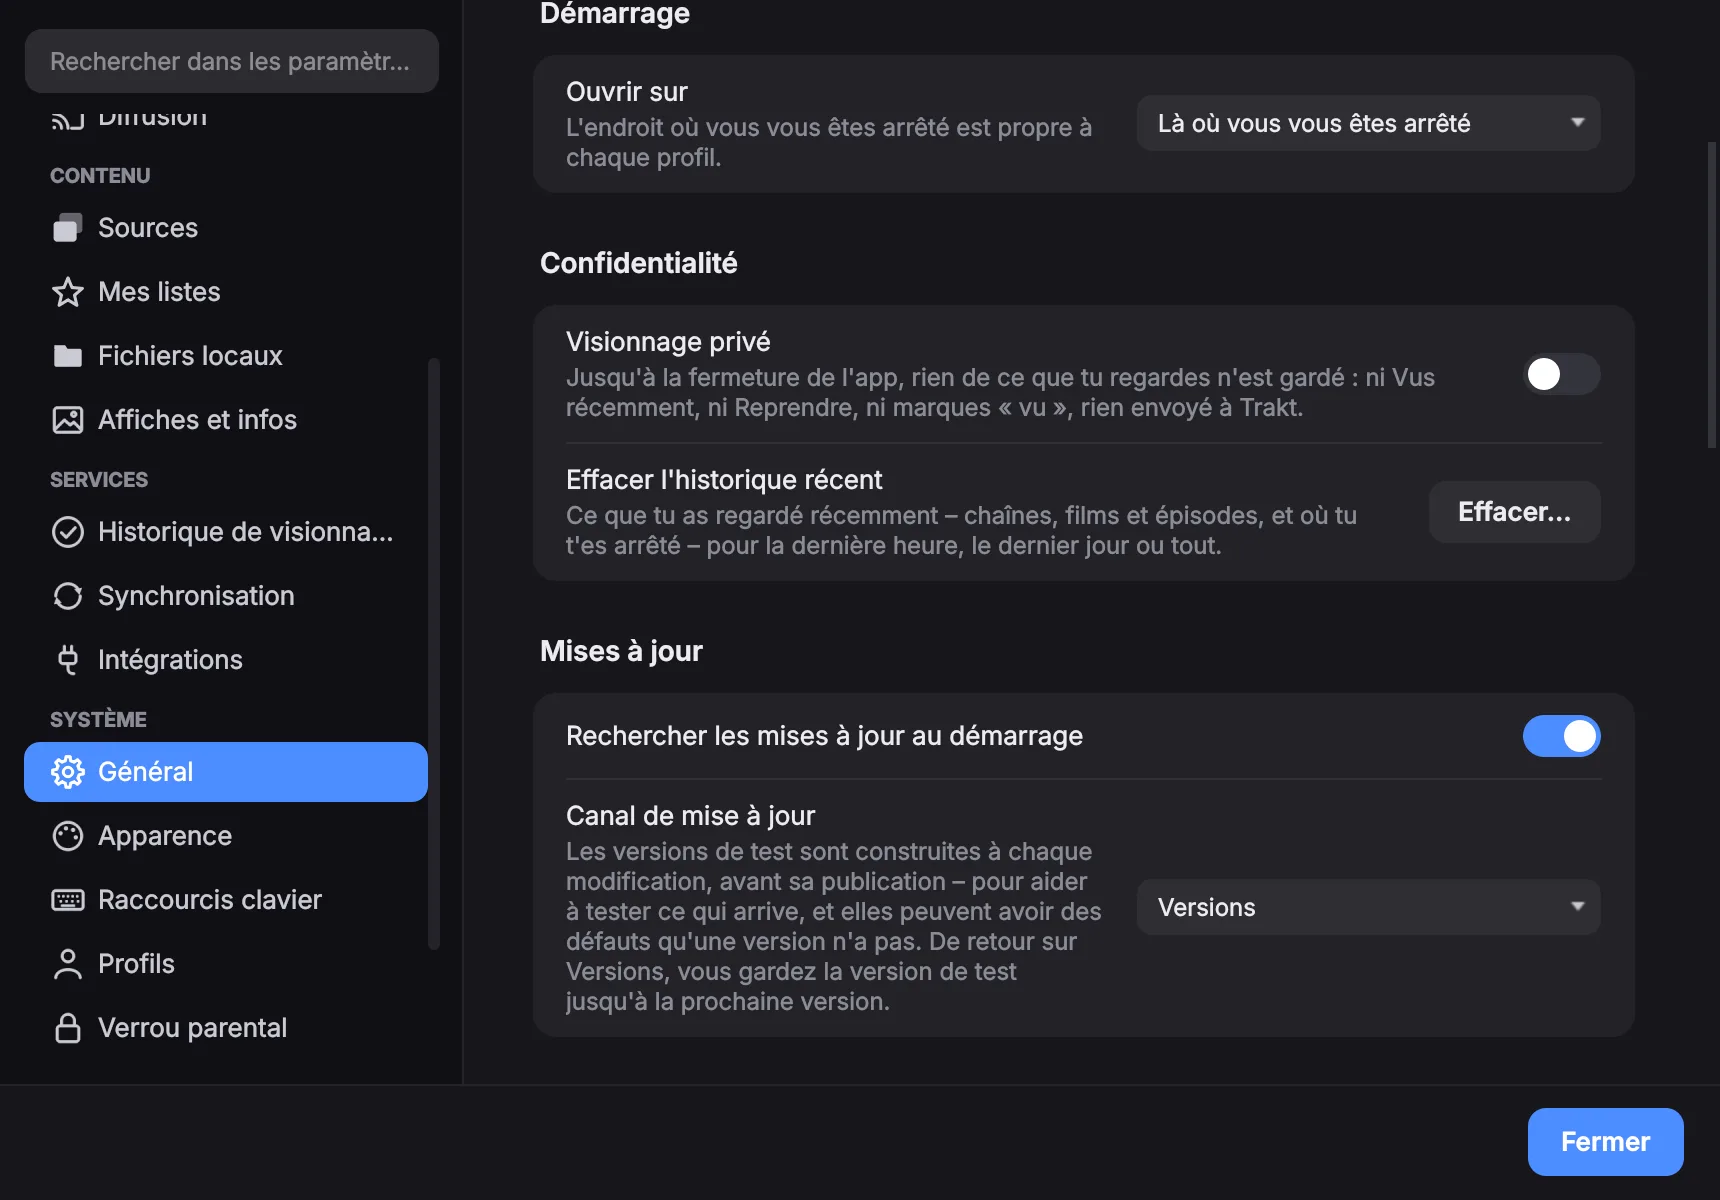 Rechercher dans les paramètr...
Diffusion
CONTENU
Sources
Mes listes
Fichiers locaux
Affiches et infos
SERVICES
Historique de visionna...
Synchronisation
Intégrations
SYSTÈME
Général
Apparence
Raccourcis clavier
Profils
Verrou parental
Démarrage
Ouvrir sur
L'endroit où vous vous êtes arrêté est propre à
chaque profil.
Là où vous vous êtes arrêté
Confidentialité
Visionnage privé
Jusqu'à la fermeture de l'app, rien de ce que tu regardes n'est gardé : ni Vus
récemment, ni Reprendre, ni marques « vu », rien envoyé à Trakt.
Effacer l'historique récent
Ce que tu as regardé récemment – chaînes, films et épisodes, et où tu
t'es arrêté – pour la dernière heure, le dernier jour ou tout.
Effacer...
Mises à jour
Rechercher les mises à jour au démarrage
Canal de mise à jour
Les versions de test sont construites à chaque
modification, avant sa publication – pour aider
à tester ce qui arrive, et elles peuvent avoir des
défauts qu'une version n'a pas. De retour sur
Versions, vous gardez la version de test
jusqu'à la prochaine version.
Versions
Fermer